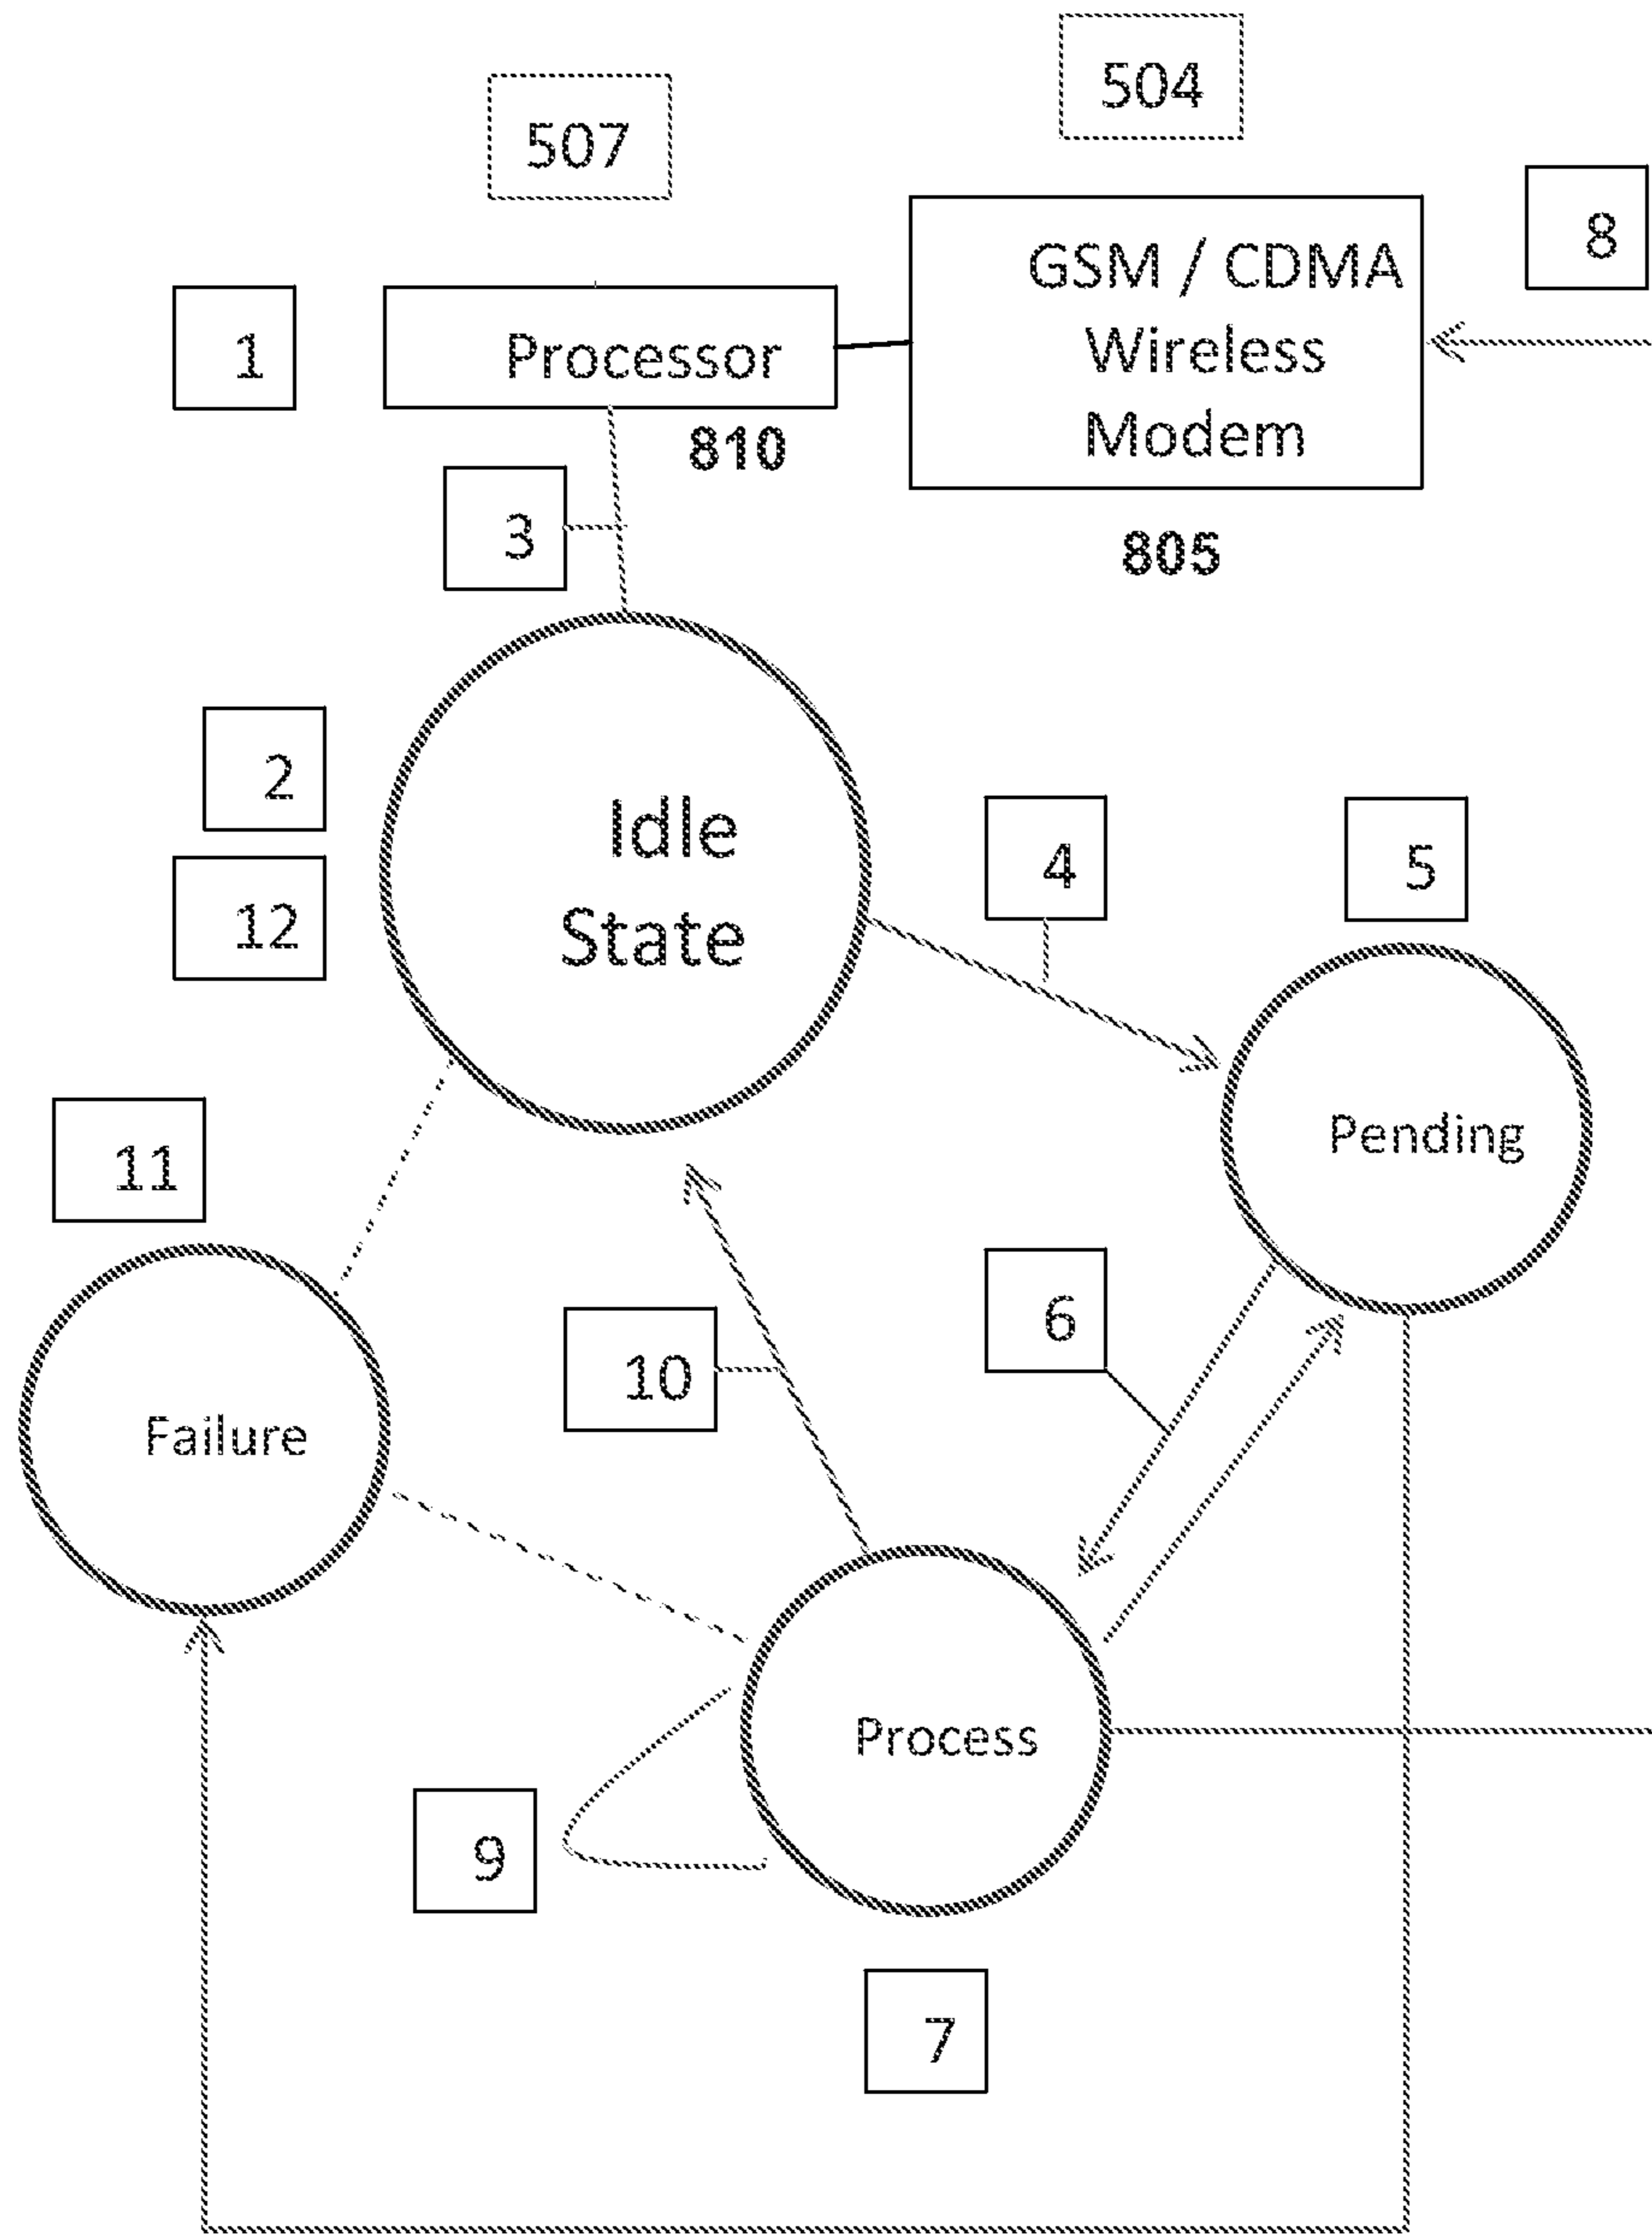 504
507
8
GSM / CDMA
Wireless
Modem
1
Processor
810
3
805
2
Idle
State
12
4
5
Pending
11
6
10
Failure
Process
9
7